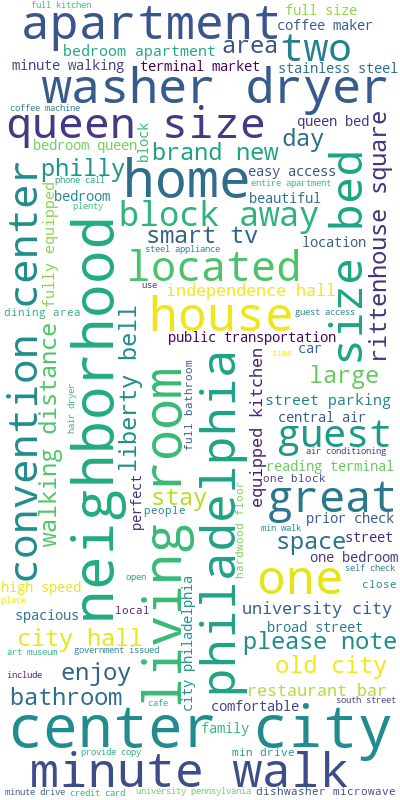 full kitchen
apartment
full size
coffee maker
bedroom apartment
area
two
minute walking
terminal market
stainless steel
washer dryer
coffee machine
queen size
queen bed
bedroom queen
block
brand new
day
philly
phone call
home
easy access
entire apartment
bedroom
plenty
beautiful
block away
rittenhouse square
convention center
fully equipped
smart tv
location
steel appliance
size bed
located
dining area
neighborhood
use
independence hall
house
guest access
liberty bell
public transportation
car
time
walking distance
hair dryer
living room
full bathroom
philadelphia
equipped kitchen
large
street parking
central air
guest
air conditioning
reading terminal
one block
perfect
stay
hardwood floor
great
people
prior check
min walk
space
street
one bedroom
self check
high speed
open
one
close
place
spacious
local
city philadelphia
university city
city hall
broad street
please note
art museum
government issued
old city
include
enjoy
bathroom
restaurant bar
cafe
comfortable
south street
center city
family
provide copy
min drive
minute walk
minute drive
credit card
university pennsylvania
dishwasher microwave